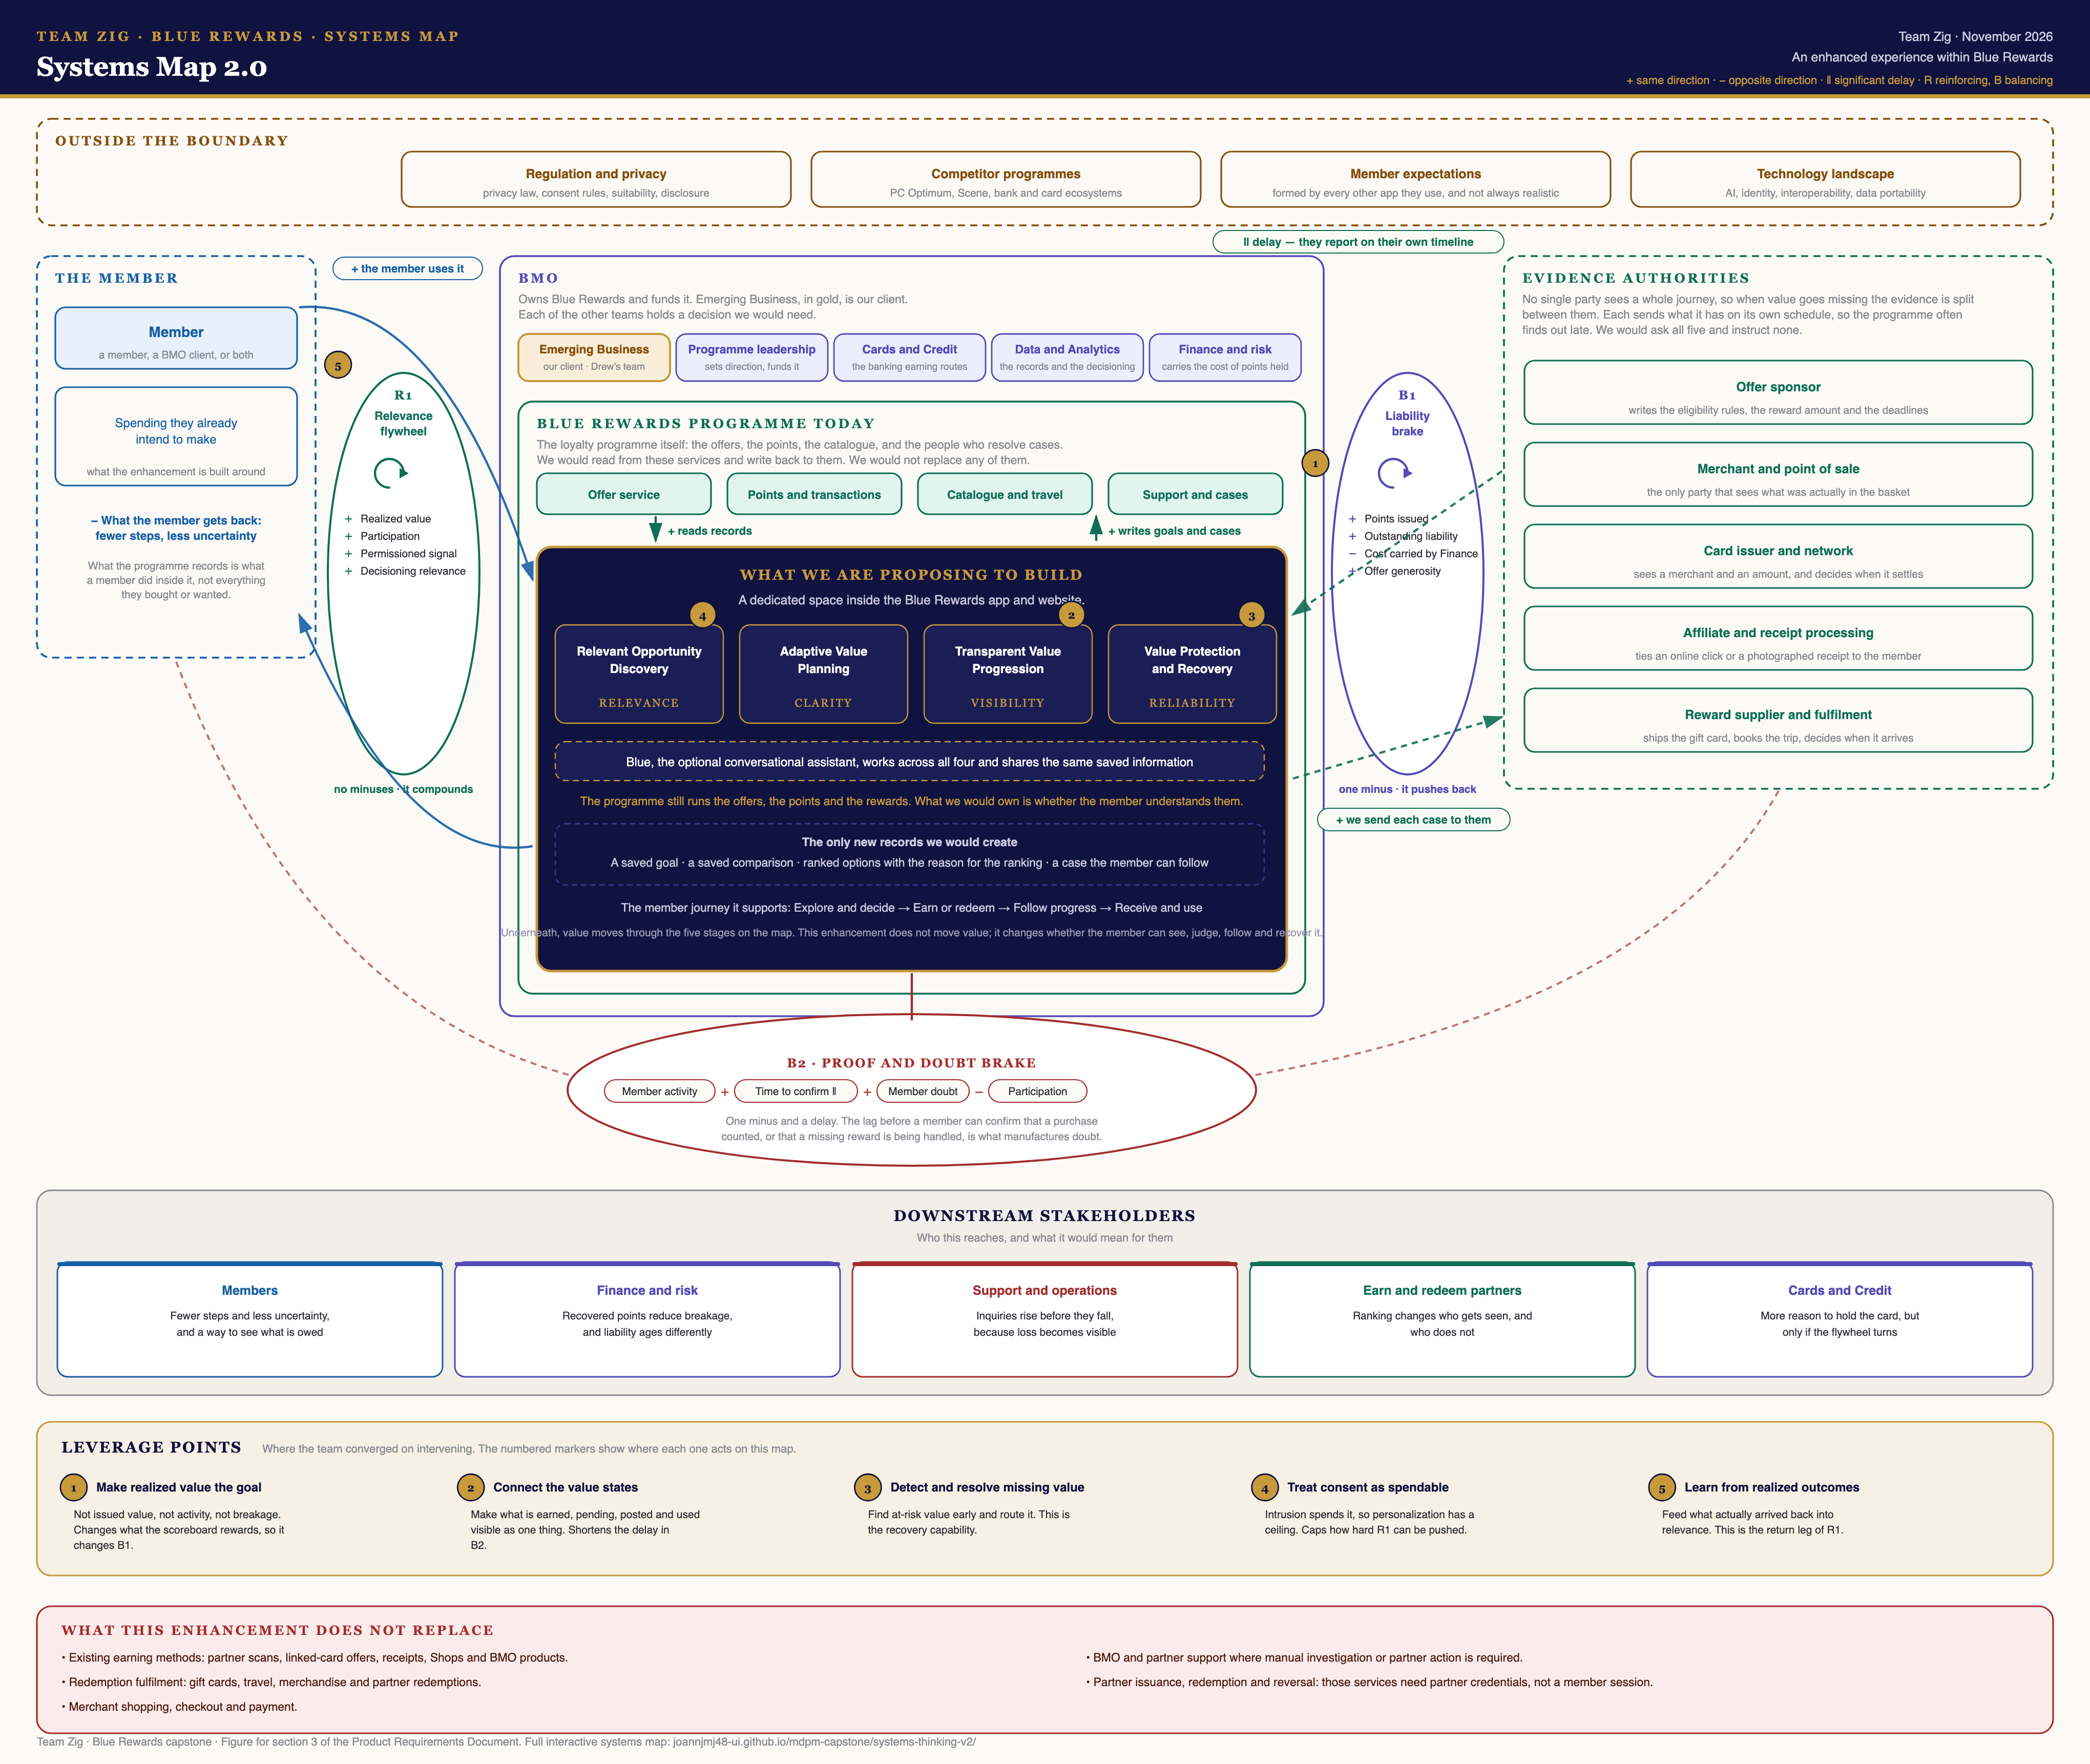 TEAM ZIG · BLUE REWARDS · SYSTEMS MAP
Systems Map 2.0
Team Zig · November 2026
An enhanced experience within Blue Rewards
+ same direction · – opposite direction · ‖ significant delay · R reinforcing, B balancing
OUTSIDE THE BOUNDARY
Regulation and privacy
privacy law, consent rules, suitability, disclosure
Competitor programmes
PC Optimum, Scene, bank and card ecosystems
Member expectations
formed by every other app they use, and not always realistic
Technology landscape
AI, identity, interoperability, data portability
‖ delay — they report on their own timeline
THE MEMBER
Member
a member, a BMO client, or both
Spending they already
intend to make
what the enhancement is built around
– What the member gets back:
fewer steps, less uncertainty
What the programme records is what
a member did inside it, not everything
they bought or wanted.
+ the member uses it
5
R1
Relevance
flywheel
+ Realized value
+ Participation
+ Permissioned signal
+ Decisioning relevance
no minuses · it compounds
BMO
Owns Blue Rewards and funds it. Emerging Business, in gold, is our client.
Each of the other teams holds a decision we would need.
Emerging Business
our client · Drew's team
Programme leadership
sets direction, funds it
Cards and Credit
the banking earning routes
Data and Analytics
the records and the decisioning
Finance and risk
carries the cost of points held
BLUE REWARDS PROGRAMME TODAY
The loyalty programme itself: the offers, the points, the catalogue, and the people who resolve cases.
We would read from these services and write back to them. We would not replace any of them.
1
Offer service
Points and transactions
Catalogue and travel
Support and cases
+ reads records
+ writes goals and cases
WHAT WE ARE PROPOSING TO BUILD
A dedicated space inside the Blue Rewards app and website.
4
2
3
Relevant Opportunity
Discovery
RELEVANCE
Adaptive Value
Planning
CLARITY
Transparent Value
Progression
VISIBILITY
Value Protection
and Recovery
RELIABILITY
Blue, the optional conversational assistant, works across all four and shares the same saved information
The programme still runs the offers, the points and the rewards. What we would own is whether the member understands them.
The only new records we would create
A saved goal · a saved comparison · ranked options with the reason for the ranking · a case the member can follow
The member journey it supports: Explore and decide → Earn or redeem → Follow progress → Receive and use
Underneath, value moves through the five stages on the map. This enhancement does not move value; it changes whether the member can see, judge, follow and recover it.
B1
Liability
brake
+ Points issued
+ Outstanding liability
– Cost carried by Finance
+ Offer generosity
one minus · it pushes back
+ we send each case to them
EVIDENCE AUTHORITIES
No single party sees a whole journey, so when value goes missing the evidence is split
between them. Each sends what it has on its own schedule, so the programme often
finds out late. We would ask all five and instruct none.
Offer sponsor
writes the eligibility rules, the reward amount and the deadlines
Merchant and point of sale
the only party that sees what was actually in the basket
Card issuer and network
sees a merchant and an amount, and decides when it settles
Affiliate and receipt processing
ties an online click or a photographed receipt to the member
Reward supplier and fulfilment
ships the gift card, books the trip, decides when it arrives
B2 · PROOF AND DOUBT BRAKE
Member activity + Time to confirm ‖ + Member doubt – Participation
One minus and a delay. The lag before a member can confirm that a purchase
counted, or that a missing reward is being handled, is what manufactures doubt.
DOWNSTREAM STAKEHOLDERS
Who this reaches, and what it would mean for them
Members
Fewer steps and less uncertainty,
and a way to see what is owed
Finance and risk
Recovered points reduce breakage,
and liability ages differently
Support and operations
Inquiries rise before they fall,
because loss becomes visible
Earn and redeem partners
Ranking changes who gets seen, and
who does not
Cards and Credit
More reason to hold the card, but
only if the flywheel turns
LEVERAGE POINTS
Where the team converged on intervening. The numbered markers show where each one acts on this map.
1 Make realized value the goal
Not issued value, not activity, not breakage.
Changes what the scoreboard rewards, so it
changes B1.
2 Connect the value states
Make what is earned, pending, posted and used
visible as one thing. Shortens the delay in
B2.
3 Detect and resolve missing value
Find at-risk value early and route it. This is
the recovery capability.
4 Treat consent as spendable
Intrusion spends it, so personalization has a
ceiling. Caps how hard R1 can be pushed.
5 Learn from realized outcomes
Feed what actually arrived back into
relevance. This is the return leg of R1.
WHAT THIS ENHANCEMENT DOES NOT REPLACE
• Existing earning methods: partner scans, linked-card offers, receipts, Shops and BMO products.
• Redemption fulfilment: gift cards, travel, merchandise and partner redemptions.
• Merchant shopping, checkout and payment.
• BMO and partner support where manual investigation or partner action is required.
• Partner issuance, redemption and reversal: those services need partner credentials, not a member session.
Team Zig · Blue Rewards capstone · Figure for section 3 of the Product Requirements Document. Full interactive systems map: joannjmj48-ui.github.io/mdpm-capstone/systems-thinking-v2/